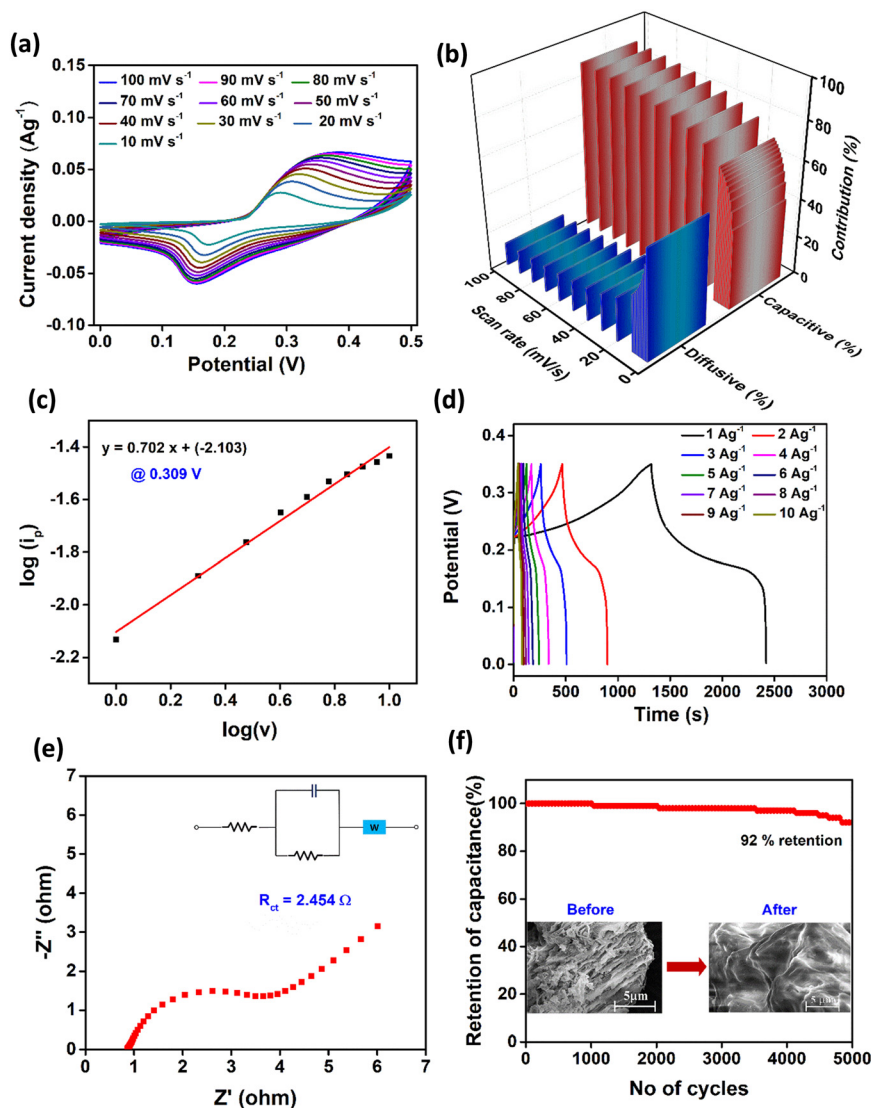 (a)
0.15
0.10
0.05
0.00
-0.05
-0.10
Current density (Ag⁻¹)
100 mV s⁻¹ 90 mV s⁻¹ 80 mV s⁻¹
70 mV s⁻¹ 60 mV s⁻¹ 50 mV s⁻¹
40 mV s⁻¹ 30 mV s⁻¹ 20 mV s⁻¹
10 mV s⁻¹
0.0 0.1 0.2 0.3 0.4 0.5
Potential (V)
(b)
100
80
60
40
20
0
Contribution (%)
100 80 60 40 20 0
Scan rate (mV/s)
Capacitive (%)
Diffusive (%)
(c)
-1.4
-1.6
-1.8
-2.0
-2.2
log (iₚ)
y = 0.702 x + (-2.103)
@ 0.309 V
0.0 0.2 0.4 0.6 0.8 1.0
log(v)
(d)
0.4
0.3
0.2
0.1
0.0
Potential (V)
1 Ag⁻¹ 2 Ag⁻¹
3 Ag⁻¹ 4 Ag⁻¹
5 Ag⁻¹ 6 Ag⁻¹
7 Ag⁻¹ 8 Ag⁻¹
9 Ag⁻¹ 10 Ag⁻¹
0 500 1000 1500 2000 2500 3000
Time (s)
(e)
7
6
5
4
3
2
1
0
-Z'' (ohm)
W
R_ct = 2.454 Ω
0 1 2 3 4 5 6 7
Z' (ohm)
(f)
100
80
60
40
20
0
Retention of capacitance(%)
92 % retention
Before After
5μm 5 μm
0 1000 2000 3000 4000 5000
No of cycles